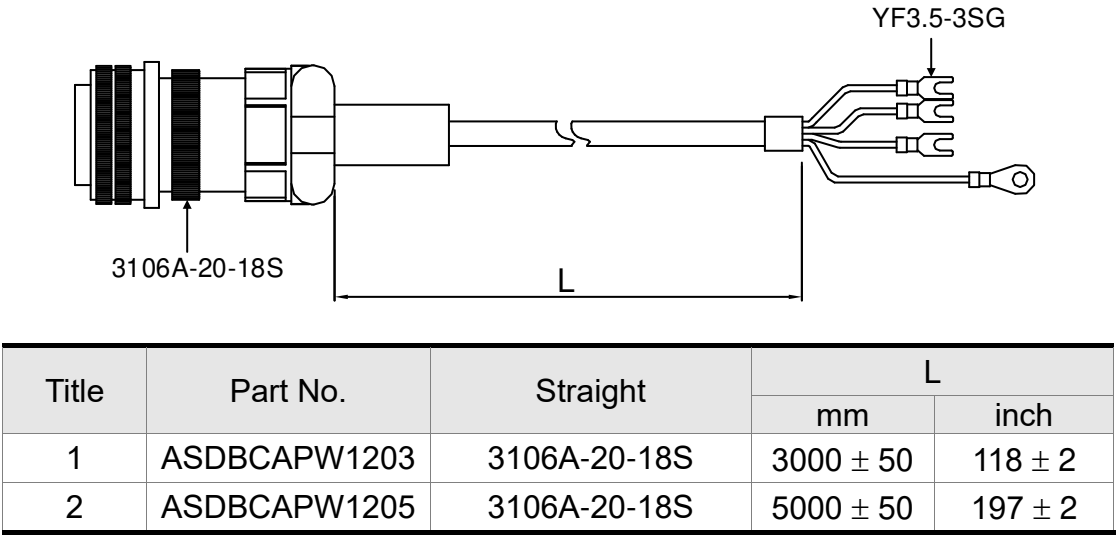 YF3.5-3SG
3106A-20-18S
L
Title Part No. Straight L
mm inch
1 ASDBCAPW1203 3106A-20-18S 3000 ± 50 118 ± 2
2 ASDBCAPW1205 3106A-20-18S 5000 ± 50 197 ± 2